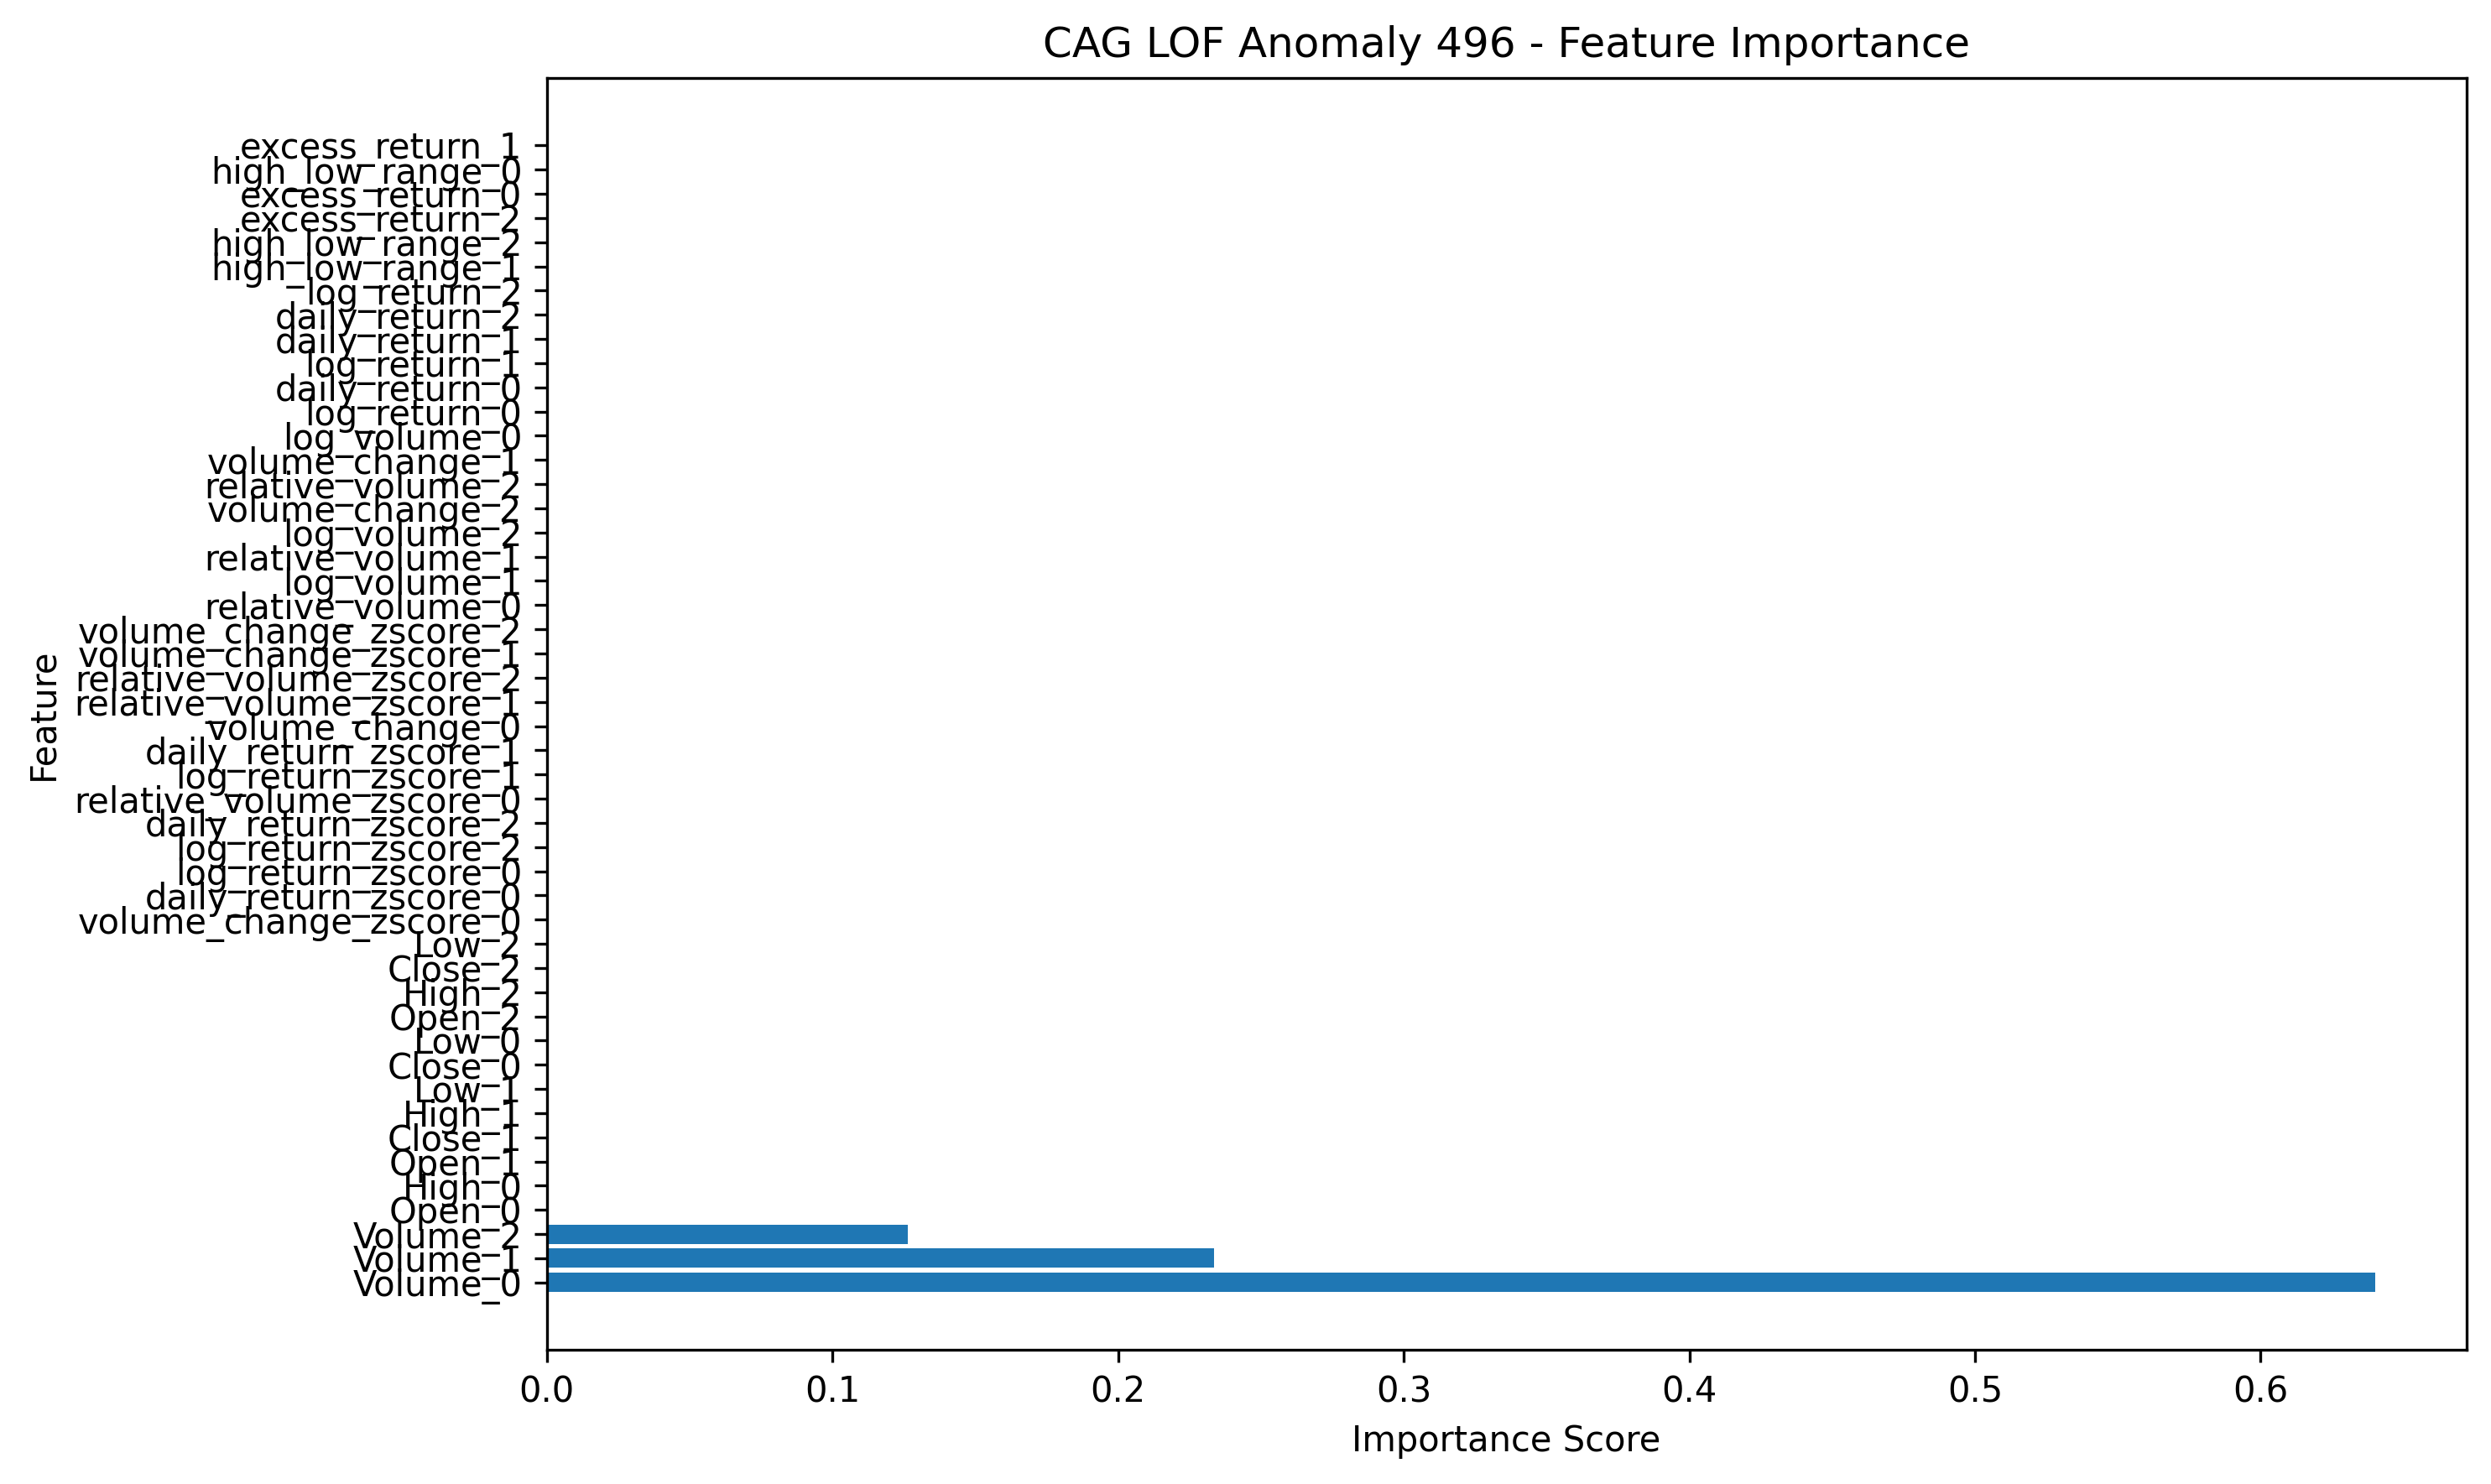 CAG LOF Anomaly 496 - Feature Importance
excess_return_1
high_low_range_0
excess_return_0
excess_return_2
high_low_range_2
high_low_range_1
log_return_2
daily_return_2
daily_return_1
log_return_1
daily_return_0
log_return_0
log_volume_0
volume_change_1
relative_volume_2
volume_change_2
log_volume_2
relative_volume_1
log_volume_1
relative_volume_0
volume_change_zscore_2
volume_change_zscore_1
relative_volume_zscore_2
relative_volume_zscore_1
volume_change_0
daily_return_zscore_1
log_return_zscore_1
relative_volume_zscore_0
daily_return_zscore_2
log_return_zscore_2
log_return_zscore_0
daily_return_zscore_0
volume_change_zscore_0
Low_2
Close_2
High_2
Open_2
Low_0
Close_0
Low_1
High_1
Close_1
Open_1
High_0
Open_0
Volume_2
Volume_1
Volume_0
Feature
0.0 0.1 0.2 0.3 0.4 0.5 0.6
Importance Score